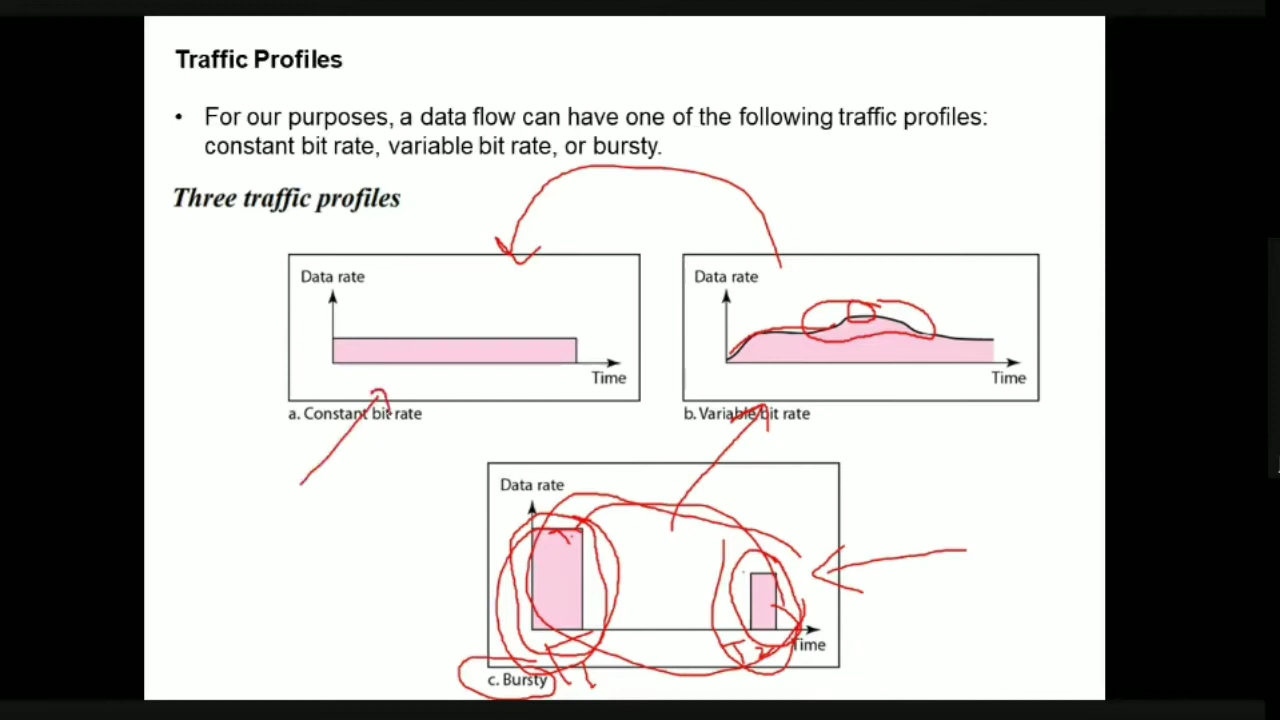 Traffic Profiles
• For our purposes, a data flow can have one of the following traffic profiles:
constant bit rate, variable bit rate, or bursty.
Three traffic profiles
Data rate
Time
a. Constant bit rate
Data rate
Time
b. Variable bit rate
Data rate
Time
c. Bursty